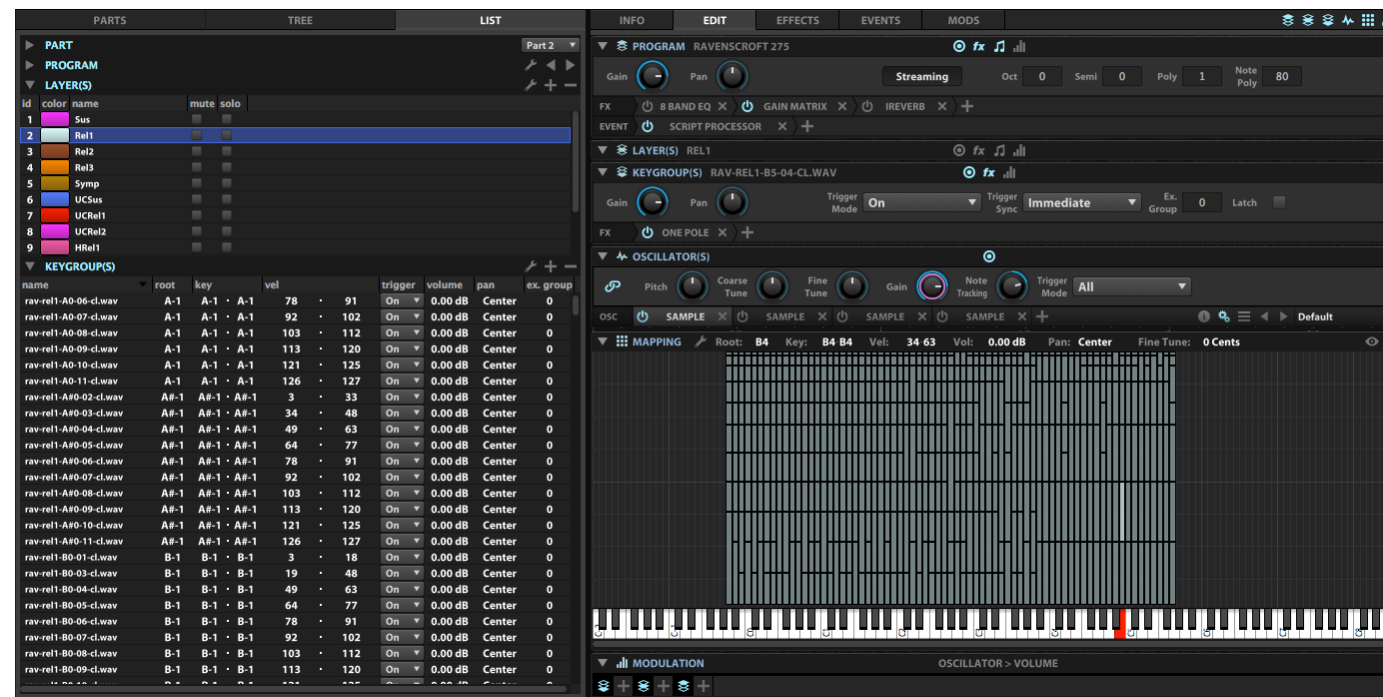 PARTS TREE LIST
PART Part 2
PROGRAM
LAYER(S)
id color name mute solo
1 Sus
2 Rel1
3 Rel2
4 Rel3
5 Symp
6 UCSus
7 UCRel1
8 UCRel2
9 HRel1
KEYGROUP(S)
name root key vel trigger volume pan ex. group
rav-rel1-A0-06-cl.wav A-1 A-1 · A-1 78 · 91 On 0.00 dB Center 0
rav-rel1-A0-07-cl.wav A-1 A-1 · A-1 92 · 102 On 0.00 dB Center 0
rav-rel1-A0-08-cl.wav A-1 A-1 · A-1 103 · 112 On 0.00 dB Center 0
rav-rel1-A0-09-cl.wav A-1 A-1 · A-1 113 · 120 On 0.00 dB Center 0
rav-rel1-A0-10-cl.wav A-1 A-1 · A-1 121 · 125 On 0.00 dB Center 0
rav-rel1-A0-11-cl.wav A-1 A-1 · A-1 126 · 127 On 0.00 dB Center 0
rav-rel1-A#0-02-cl.wav A#-1 A#-1 · A#-1 3 · 33 On 0.00 dB Center 0
rav-rel1-A#0-03-cl.wav A#-1 A#-1 · A#-1 34 · 48 On 0.00 dB Center 0
rav-rel1-A#0-04-cl.wav A#-1 A#-1 · A#-1 49 · 63 On 0.00 dB Center 0
rav-rel1-A#0-05-cl.wav A#-1 A#-1 · A#-1 64 · 77 On 0.00 dB Center 0
rav-rel1-A#0-06-cl.wav A#-1 A#-1 · A#-1 78 · 91 On 0.00 dB Center 0
rav-rel1-A#0-07-cl.wav A#-1 A#-1 · A#-1 92 · 102 On 0.00 dB Center 0
rav-rel1-A#0-08-cl.wav A#-1 A#-1 · A#-1 103 · 112 On 0.00 dB Center 0
rav-rel1-A#0-09-cl.wav A#-1 A#-1 · A#-1 113 · 120 On 0.00 dB Center 0
rav-rel1-A#0-10-cl.wav A#-1 A#-1 · A#-1 121 · 125 On 0.00 dB Center 0
rav-rel1-A#0-11-cl.wav A#-1 A#-1 · A#-1 126 · 127 On 0.00 dB Center 0
rav-rel1-B0-01-cl.wav B-1 B-1 · B-1 3 · 18 On 0.00 dB Center 0
rav-rel1-B0-03-cl.wav B-1 B-1 · B-1 19 · 48 On 0.00 dB Center 0
rav-rel1-B0-04-cl.wav B-1 B-1 · B-1 49 · 63 On 0.00 dB Center 0
rav-rel1-B0-05-cl.wav B-1 B-1 · B-1 64 · 77 On 0.00 dB Center 0
rav-rel1-B0-06-cl.wav B-1 B-1 · B-1 78 · 91 On 0.00 dB Center 0
rav-rel1-B0-07-cl.wav B-1 B-1 · B-1 92 · 102 On 0.00 dB Center 0
rav-rel1-B0-08-cl.wav B-1 B-1 · B-1 103 · 112 On 0.00 dB Center 0
rav-rel1-B0-09-cl.wav B-1 B-1 · B-1 113 · 120 On 0.00 dB Center 0
INFO EDIT EFFECTS EVENTS MODS
PROGRAM RAVENSCROFT 275 fx
Gain Pan Streaming Oct 0 Semi 0 Poly 1 Note Poly 80
FX 8 BAND EQ GAIN MATRIX IREVERB
EVENT SCRIPT PROCESSOR
LAYER(S) REL1 fx
KEYGROUP(S) RAV-REL1-B5-04-CL.WAV fx
Gain Pan Trigger Mode On Trigger Sync Immediate Ex. Group 0 Latch
FX ONE POLE
OSCILLATOR(S)
Pitch Coarse Tune Fine Tune Gain Note Tracking Trigger Mode All
OSC SAMPLE SAMPLE SAMPLE SAMPLE Default
MAPPING Root: B4 Key: B4 B4 Vel: 34 63 Vol: 0.00 dB Pan: Center Fine Tune: 0 Cents
MODULATION OSCILLATOR > VOLUME